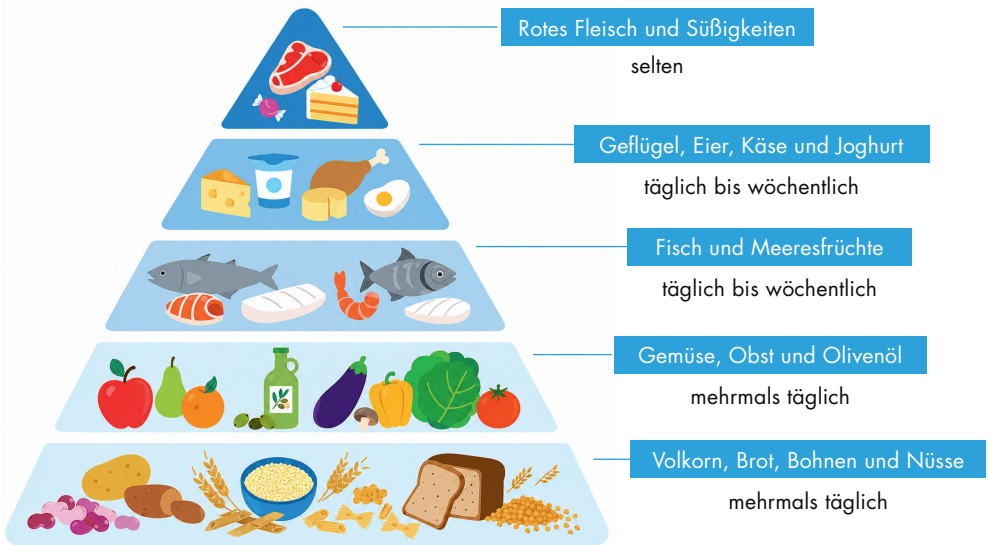 Rotes Fleisch und Süßigkeiten
selten
Geflügel, Eier, Käse und Joghurt
täglich bis wöchentlich
Fisch und Meeresfrüchte
täglich bis wöchentlich
Gemüse, Obst und Olivenöl
mehrmals täglich
Volkorn, Brot, Bohnen und Nüsse
mehrmals täglich